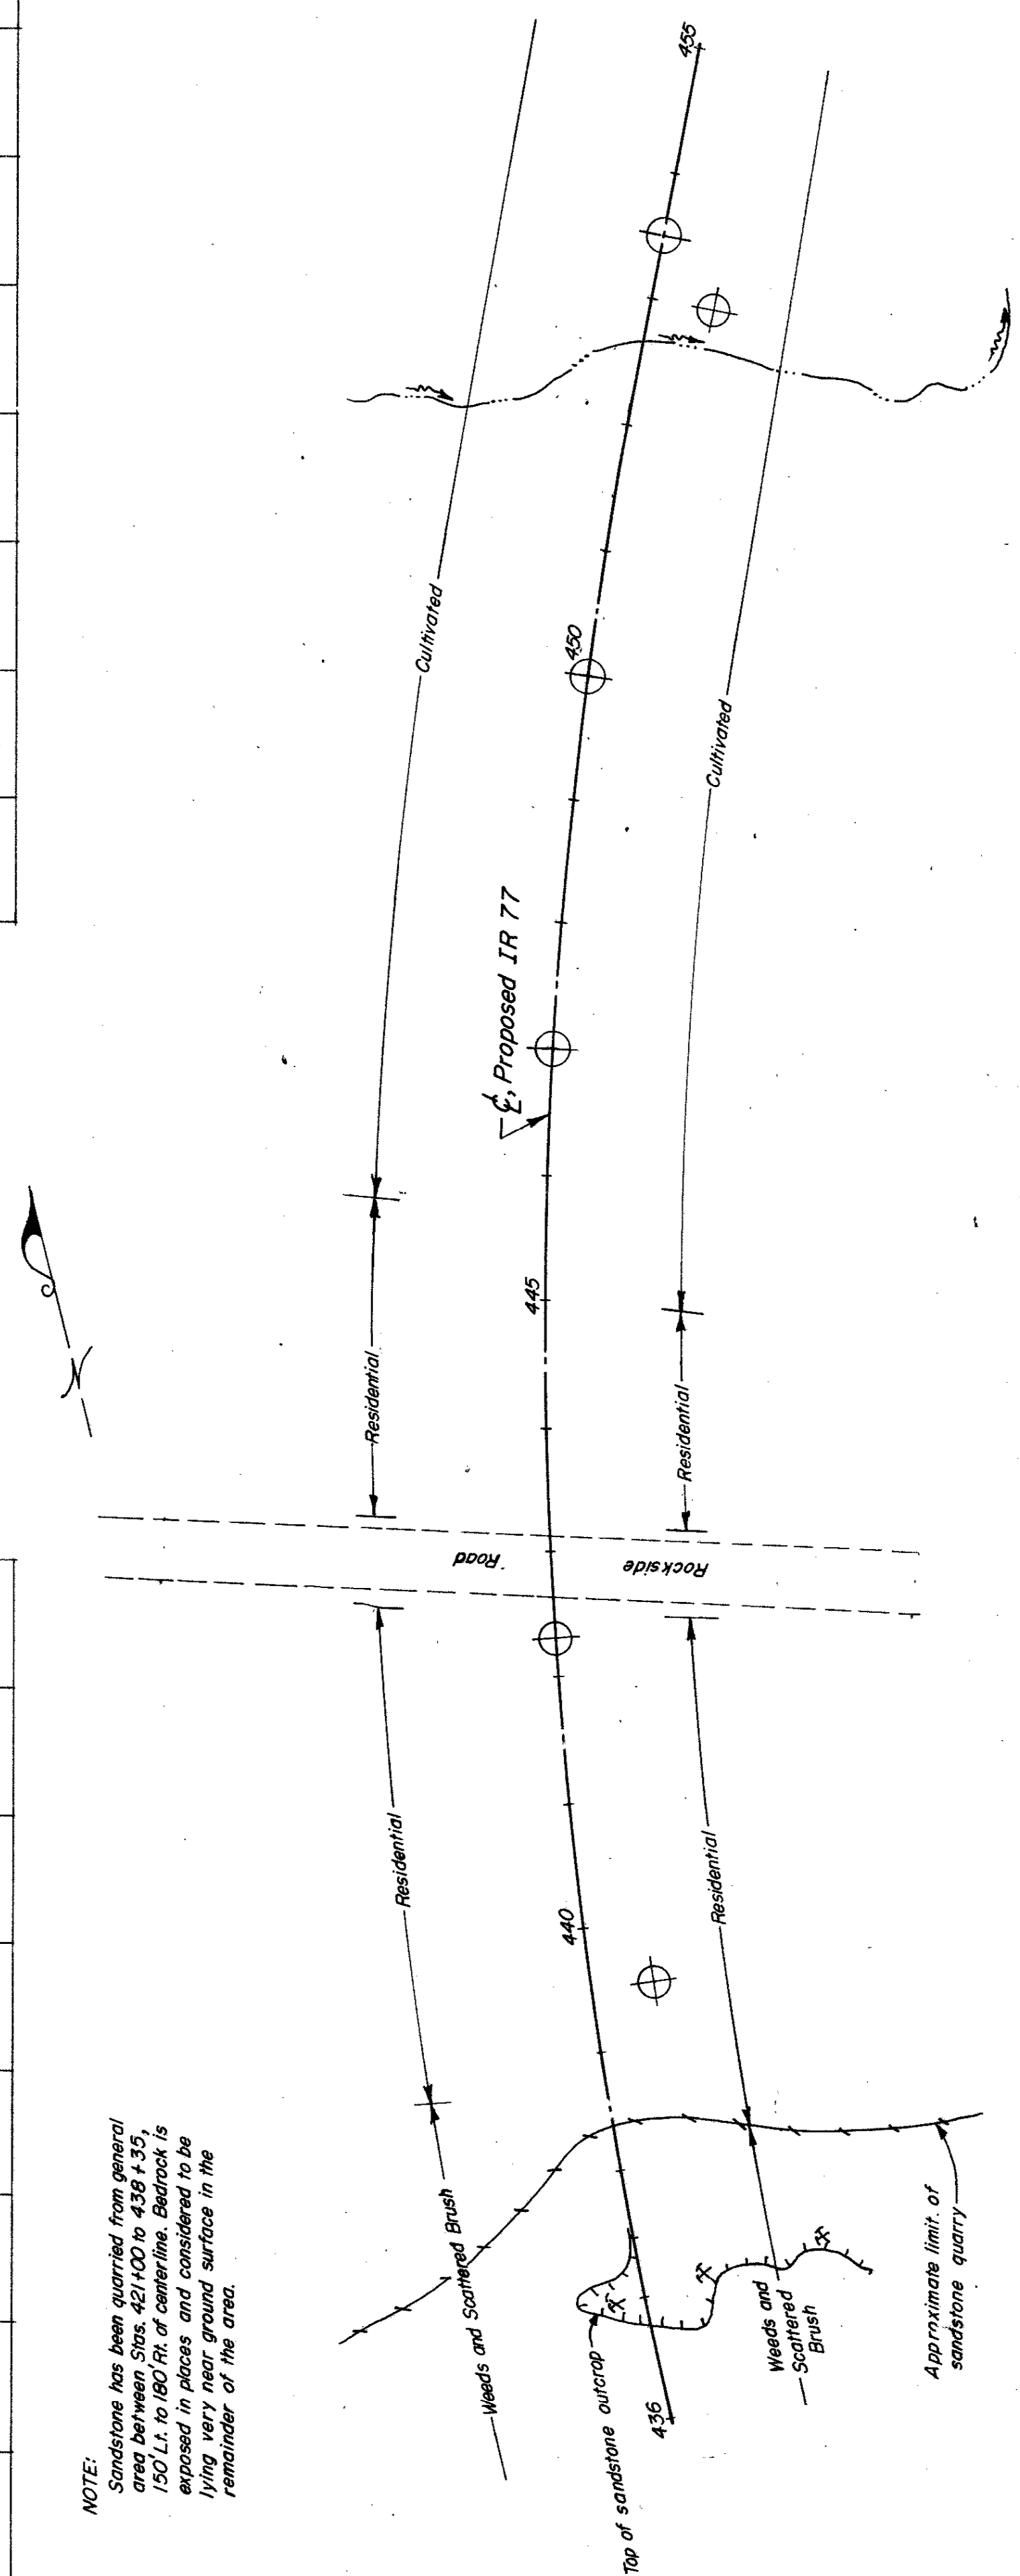 NOTE:
Sandstone has been quarried from general
area between Stas. 421+00 to 438+35,
150' Lt. to 180' Rt. of centerline. Bedrock is
exposed in places and considered to be
lying very near ground surface in the
remainder of the area.
N
Weeds and Scattered Brush
Residential
Residential
Cultivated
Top of sandstone outcrop
436
440
445
450
455
℄, Proposed IR 77
Rockside
Road
Weeds and
Scattered
Brush
Residential
Residential
Cultivated
Approximate limit of
sandstone quarry